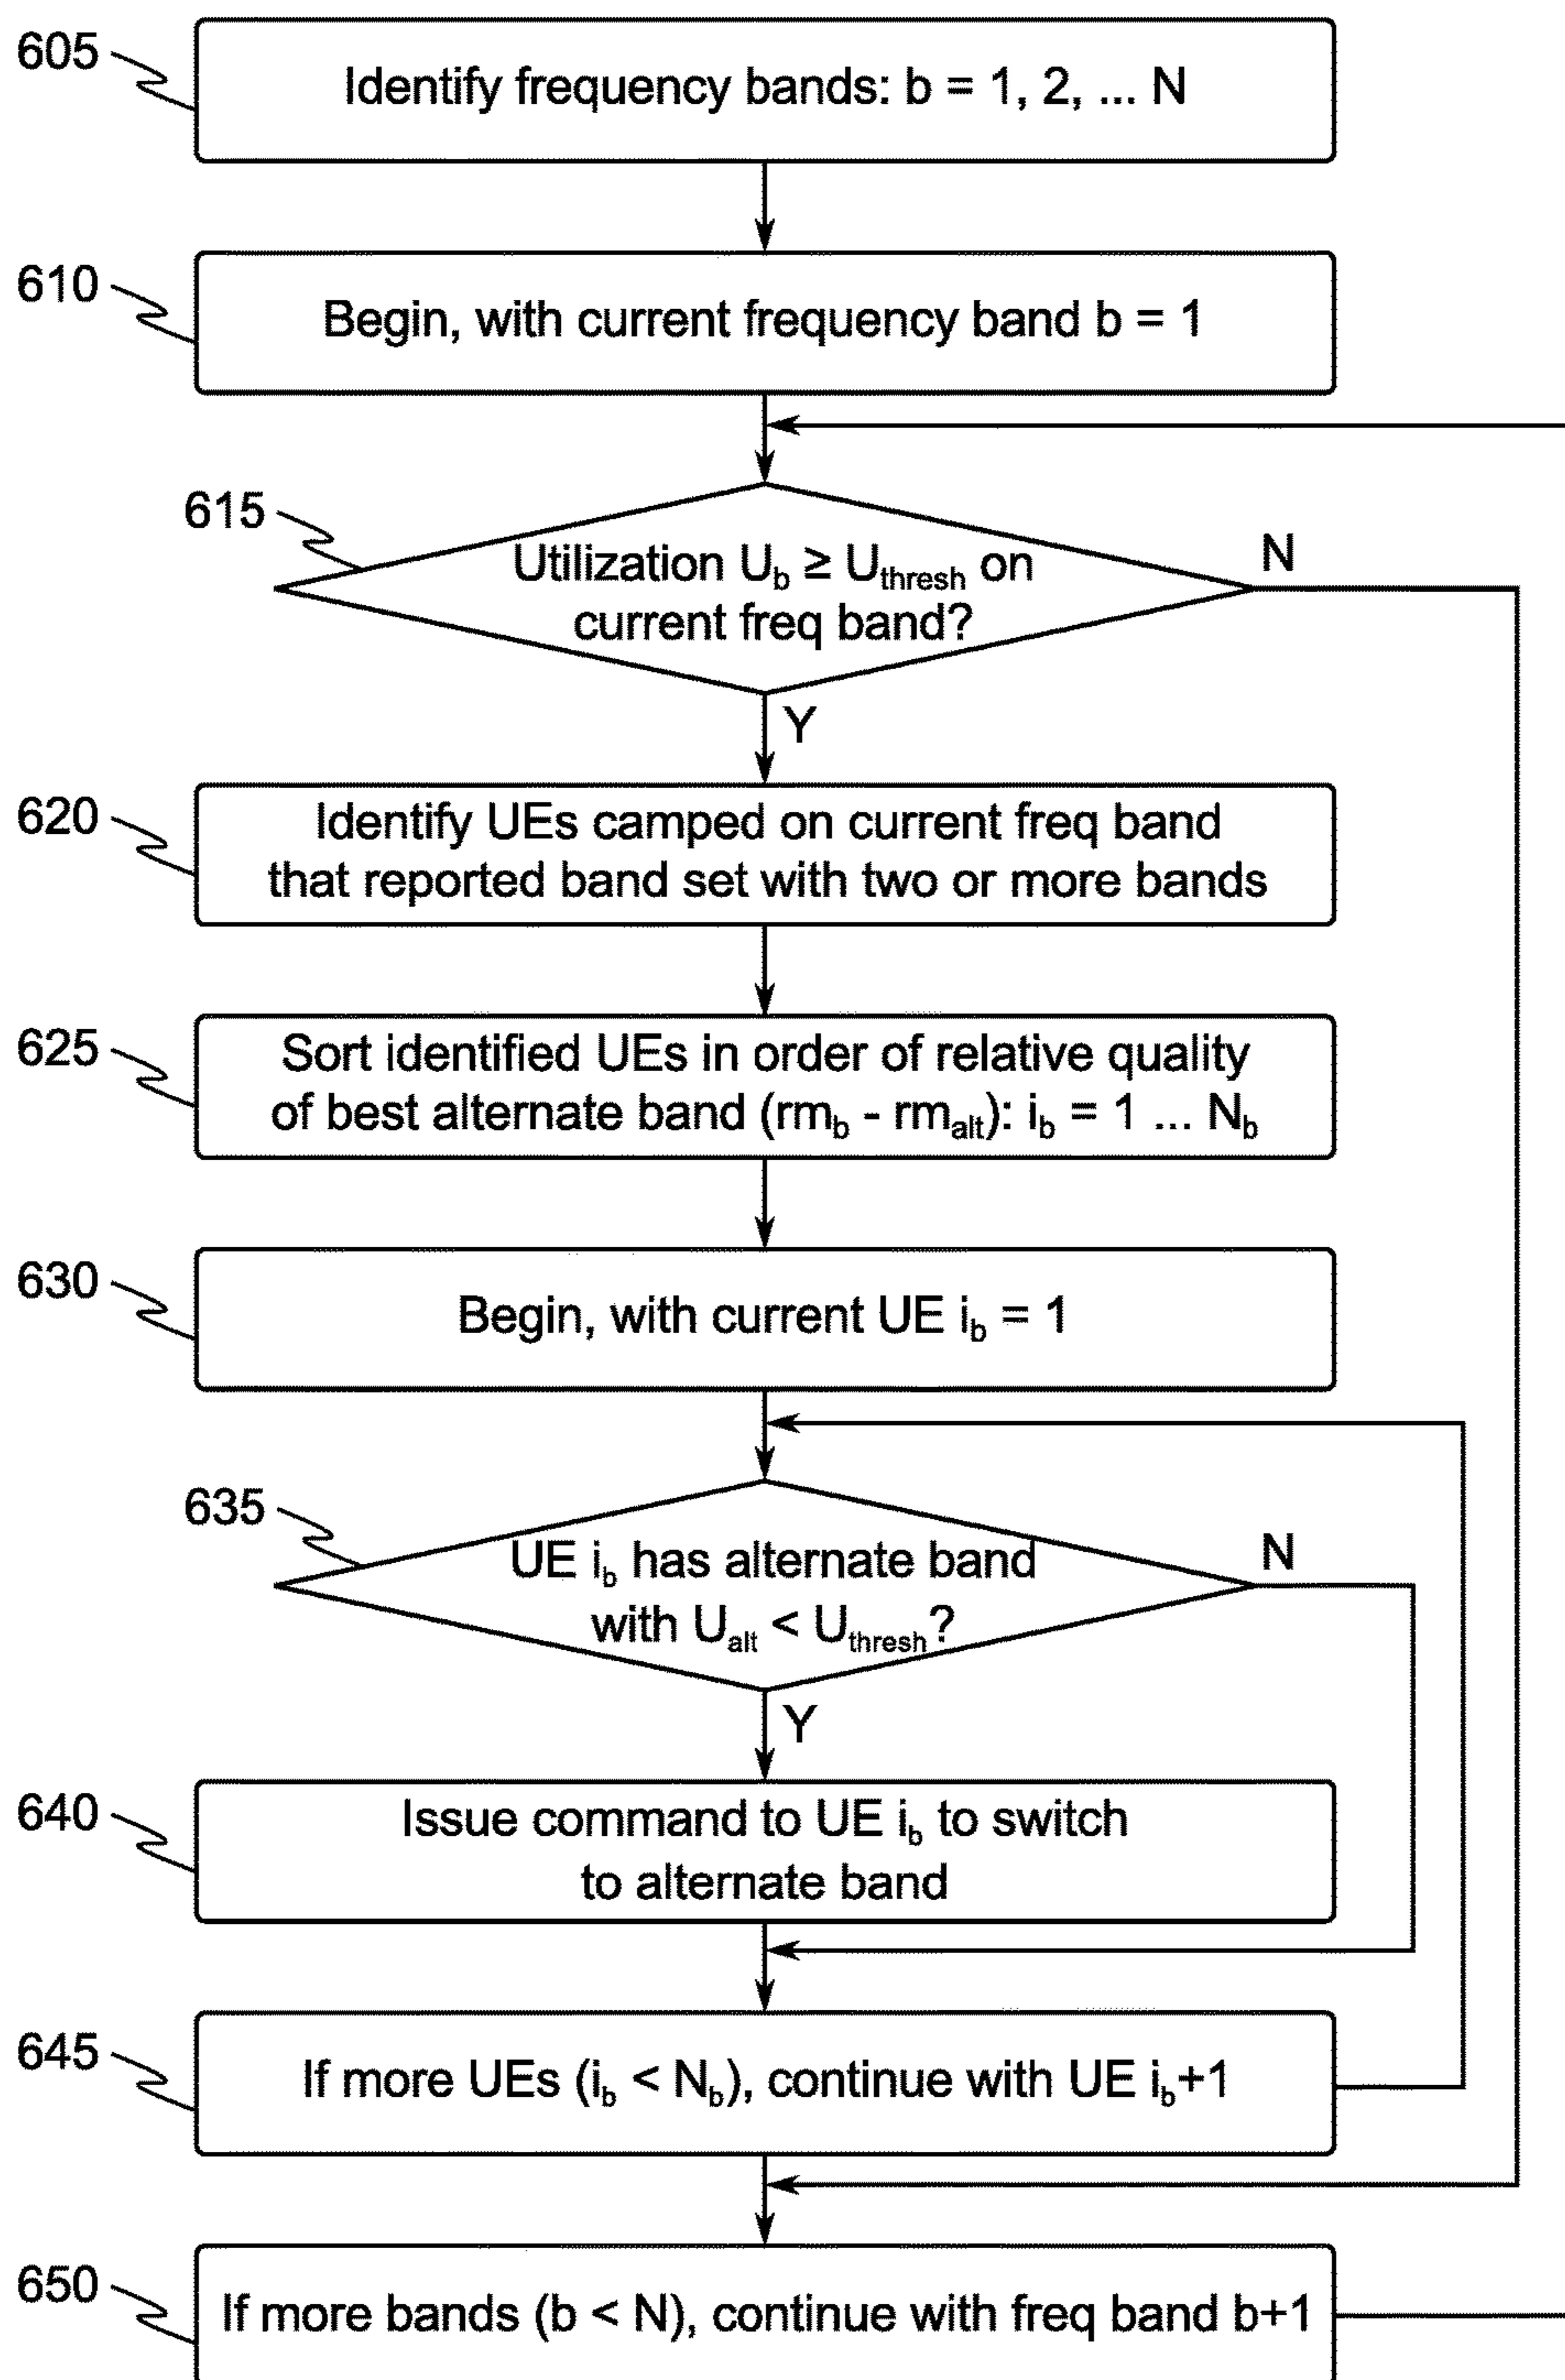 605
Identify frequency bands: b = 1, 2, ... N
610
Begin, with current frequency band b = 1
615
Utilization U_b ≥ U_thresh on
current freq band?
N
Y
620
Identify UEs camped on current freq band
that reported band set with two or more bands
625
Sort identified UEs in order of relative quality
of best alternate band (rm_b - rm_alt): i_b = 1 ... N_b
630
Begin, with current UE i_b = 1
635
UE i_b has alternate band
with U_alt < U_thresh?
N
Y
640
Issue command to UE i_b to switch
to alternate band
645
If more UEs (i_b < N_b), continue with UE i_b+1
650
If more bands (b < N), continue with freq band b+1